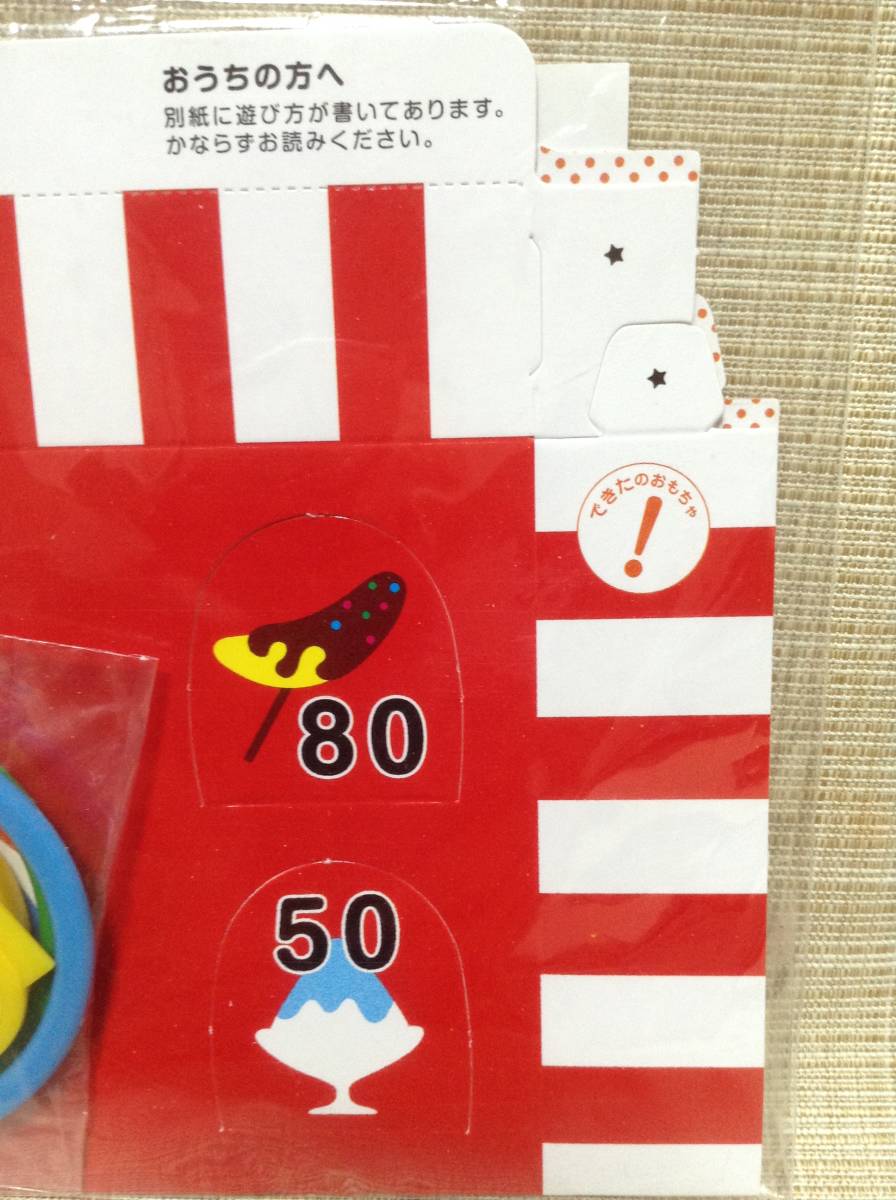 おうちの方へ
別紙に遊び方が書いてあります。
かならずお読みください。
できたのおもちゃ
!
80
50